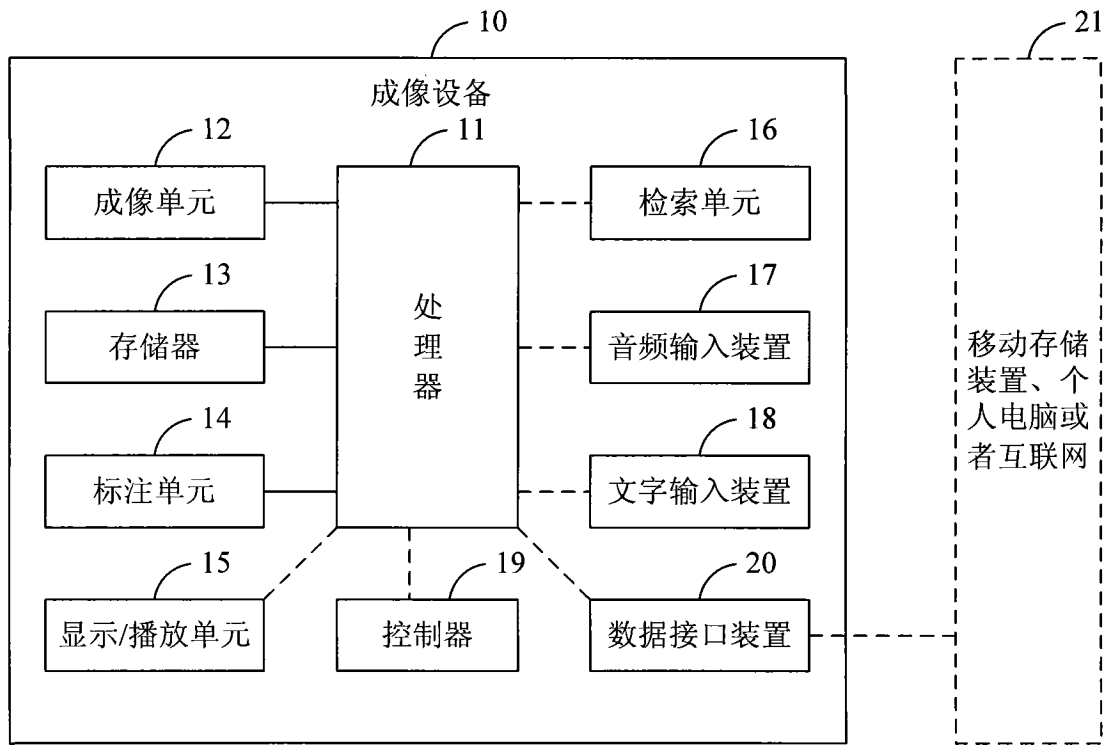 10
21
成像设备
12
11
16
成像单元
处理器
检索单元
13
17
存储器
音频输入装置
移动存储
装置、个
人电脑或
者互联网
14
18
标注单元
文字输入装置
15
19
20
显示/播放单元
控制器
数据接口装置